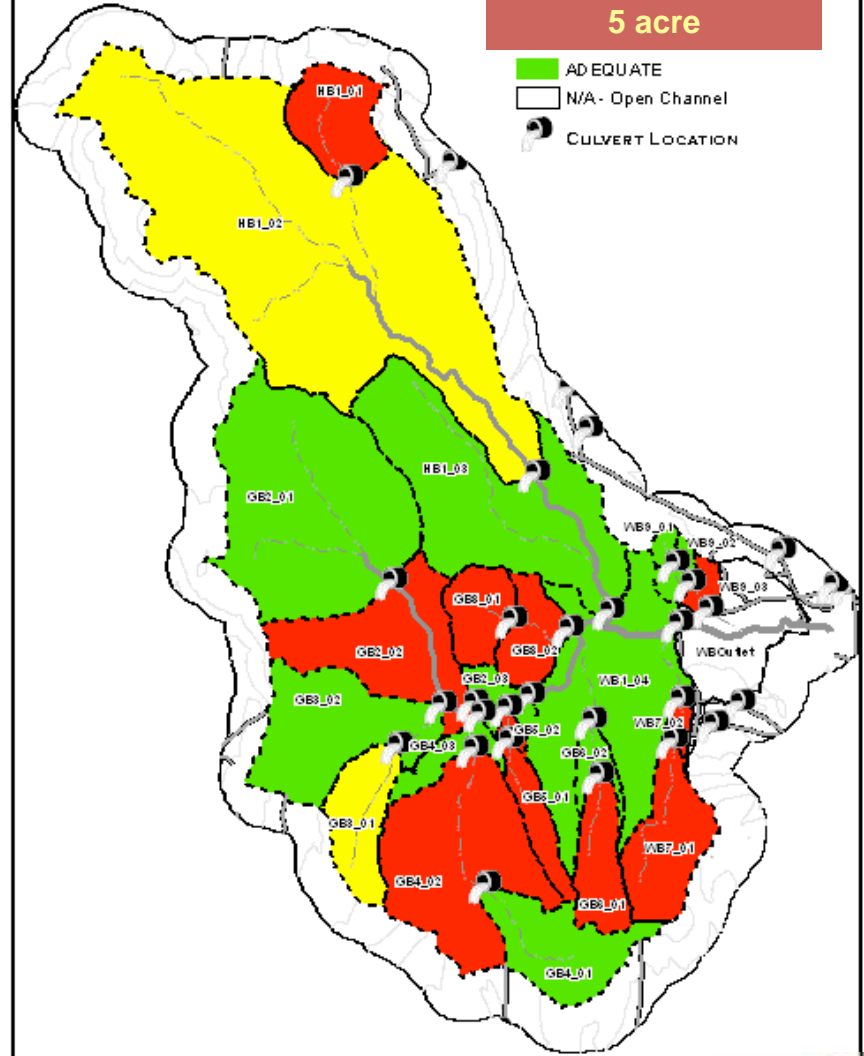 5 acre
ADEQUATE
N/A - Open Channel
CULVERT LOCATION
HB1_01
HB1_02
HB1_03
GB2_01
WB9_01
WB9_02
WB9_03
GB8_01
GB8_02
GB2_02
WBOutlet
GB2_03
WB1_04
GB3_02
WB7_02
GB5_02
GB4_03
GB6_02
GB5_01
GB3_01
WB7_01
GB4_02
GB6_01
GB4_01